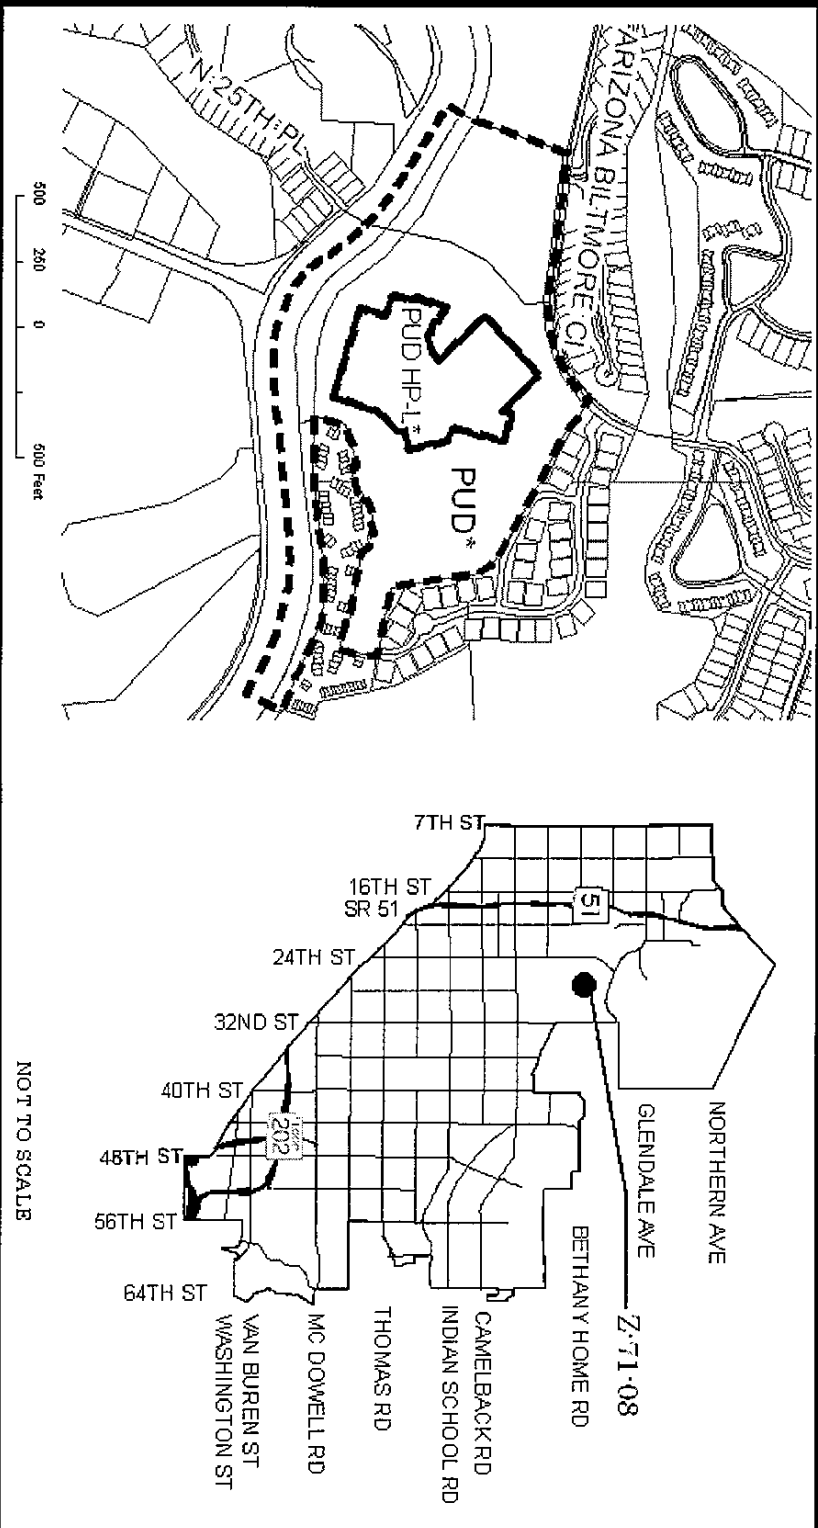 ARIZONA BILTMORE CI
N 25TH PL
PUD HP-L*
PUD*
500 250 0 500 Feet
7TH ST
16TH ST
SR 51
51
24TH ST
32ND ST
40TH ST
202
48TH ST
56TH ST
64TH ST
NORTHERN AVE
GLENDALE AVE
Z-71-08
BETHANY HOME RD
CAMELBACK RD
INDIAN SCHOOL RD
THOMAS RD
MC DOWELL RD
VAN BUREN ST
WASHINGTON ST
NOT TO SCALE